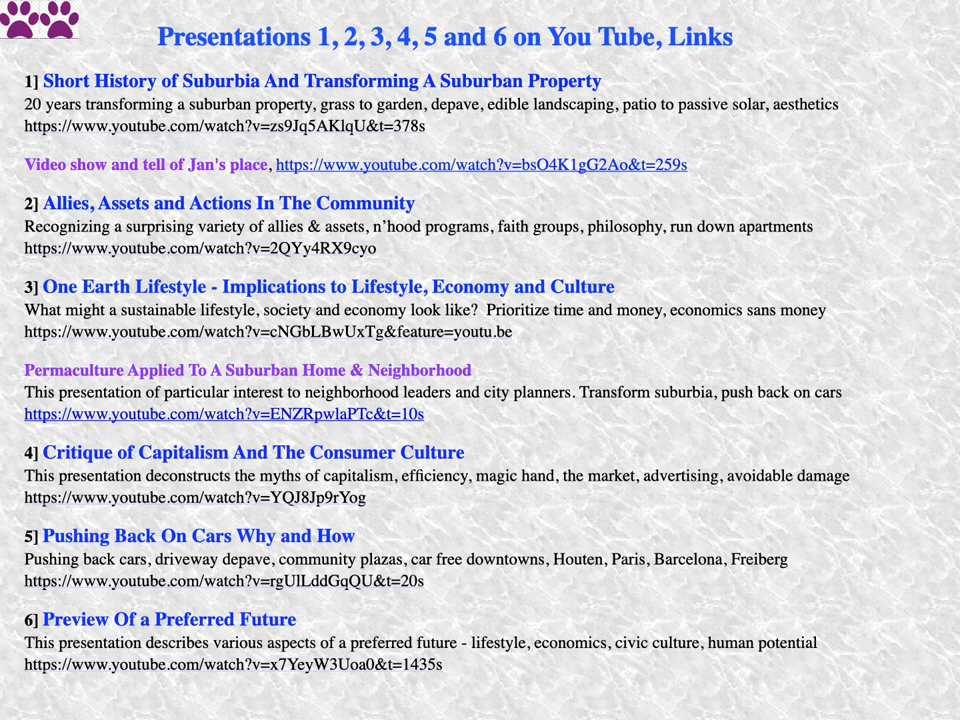 Presentations 1, 2, 3, 4, 5 and 6 on You Tube, Links
1] Short History of Suburbia And Transforming A Suburban Property
20 years transforming a suburban property, grass to garden, depave, edible landscaping, patio to passive solar, aesthetics
https://www.youtube.com/watch?v=zs9Jq5AKlqU&t=378s
Video show and tell of Jan's place, https://www.youtube.com/watch?v=bsO4K1gG2Ao&t=259s
2] Allies, Assets and Actions In The Community
Recognizing a surprising variety of allies & assets, n’hood programs, faith groups, philosophy, run down apartments
https://www.youtube.com/watch?v=2QYy4RX9cyo
3] One Earth Lifestyle - Implications to Lifestyle, Economy and Culture
What might a sustainable lifestyle, society and economy look like?  Prioritize time and money, economics sans money
https://www.youtube.com/watch?v=cNGbLBwUxTg&feature=youtu.be
Permaculture Applied To A Suburban Home & Neighborhood
This presentation of particular interest to neighborhood leaders and city planners. Transform suburbia, push back on cars
https://www.youtube.com/watch?v=ENZRpwlaPTc&t=10s
4] Critique of Capitalism And The Consumer Culture
This presentation deconstructs the myths of capitalism, efficiency, magic hand, the market, advertising, avoidable damage
https://www.youtube.com/watch?v=YQJ8Jp9rYog
5] Pushing Back On Cars Why and How
Pushing back cars, driveway depave, community plazas, car free downtowns, Houten, Paris, Barcelona, Freiberg
https://www.youtube.com/watch?v=rgUlLddGqQU&t=20s
6] Preview Of a Preferred Future
This presentation describes various aspects of a preferred future - lifestyle, economics, civic culture, human potential
https://www.youtube.com/watch?v=x7YeyW3Uoa0&t=1435s